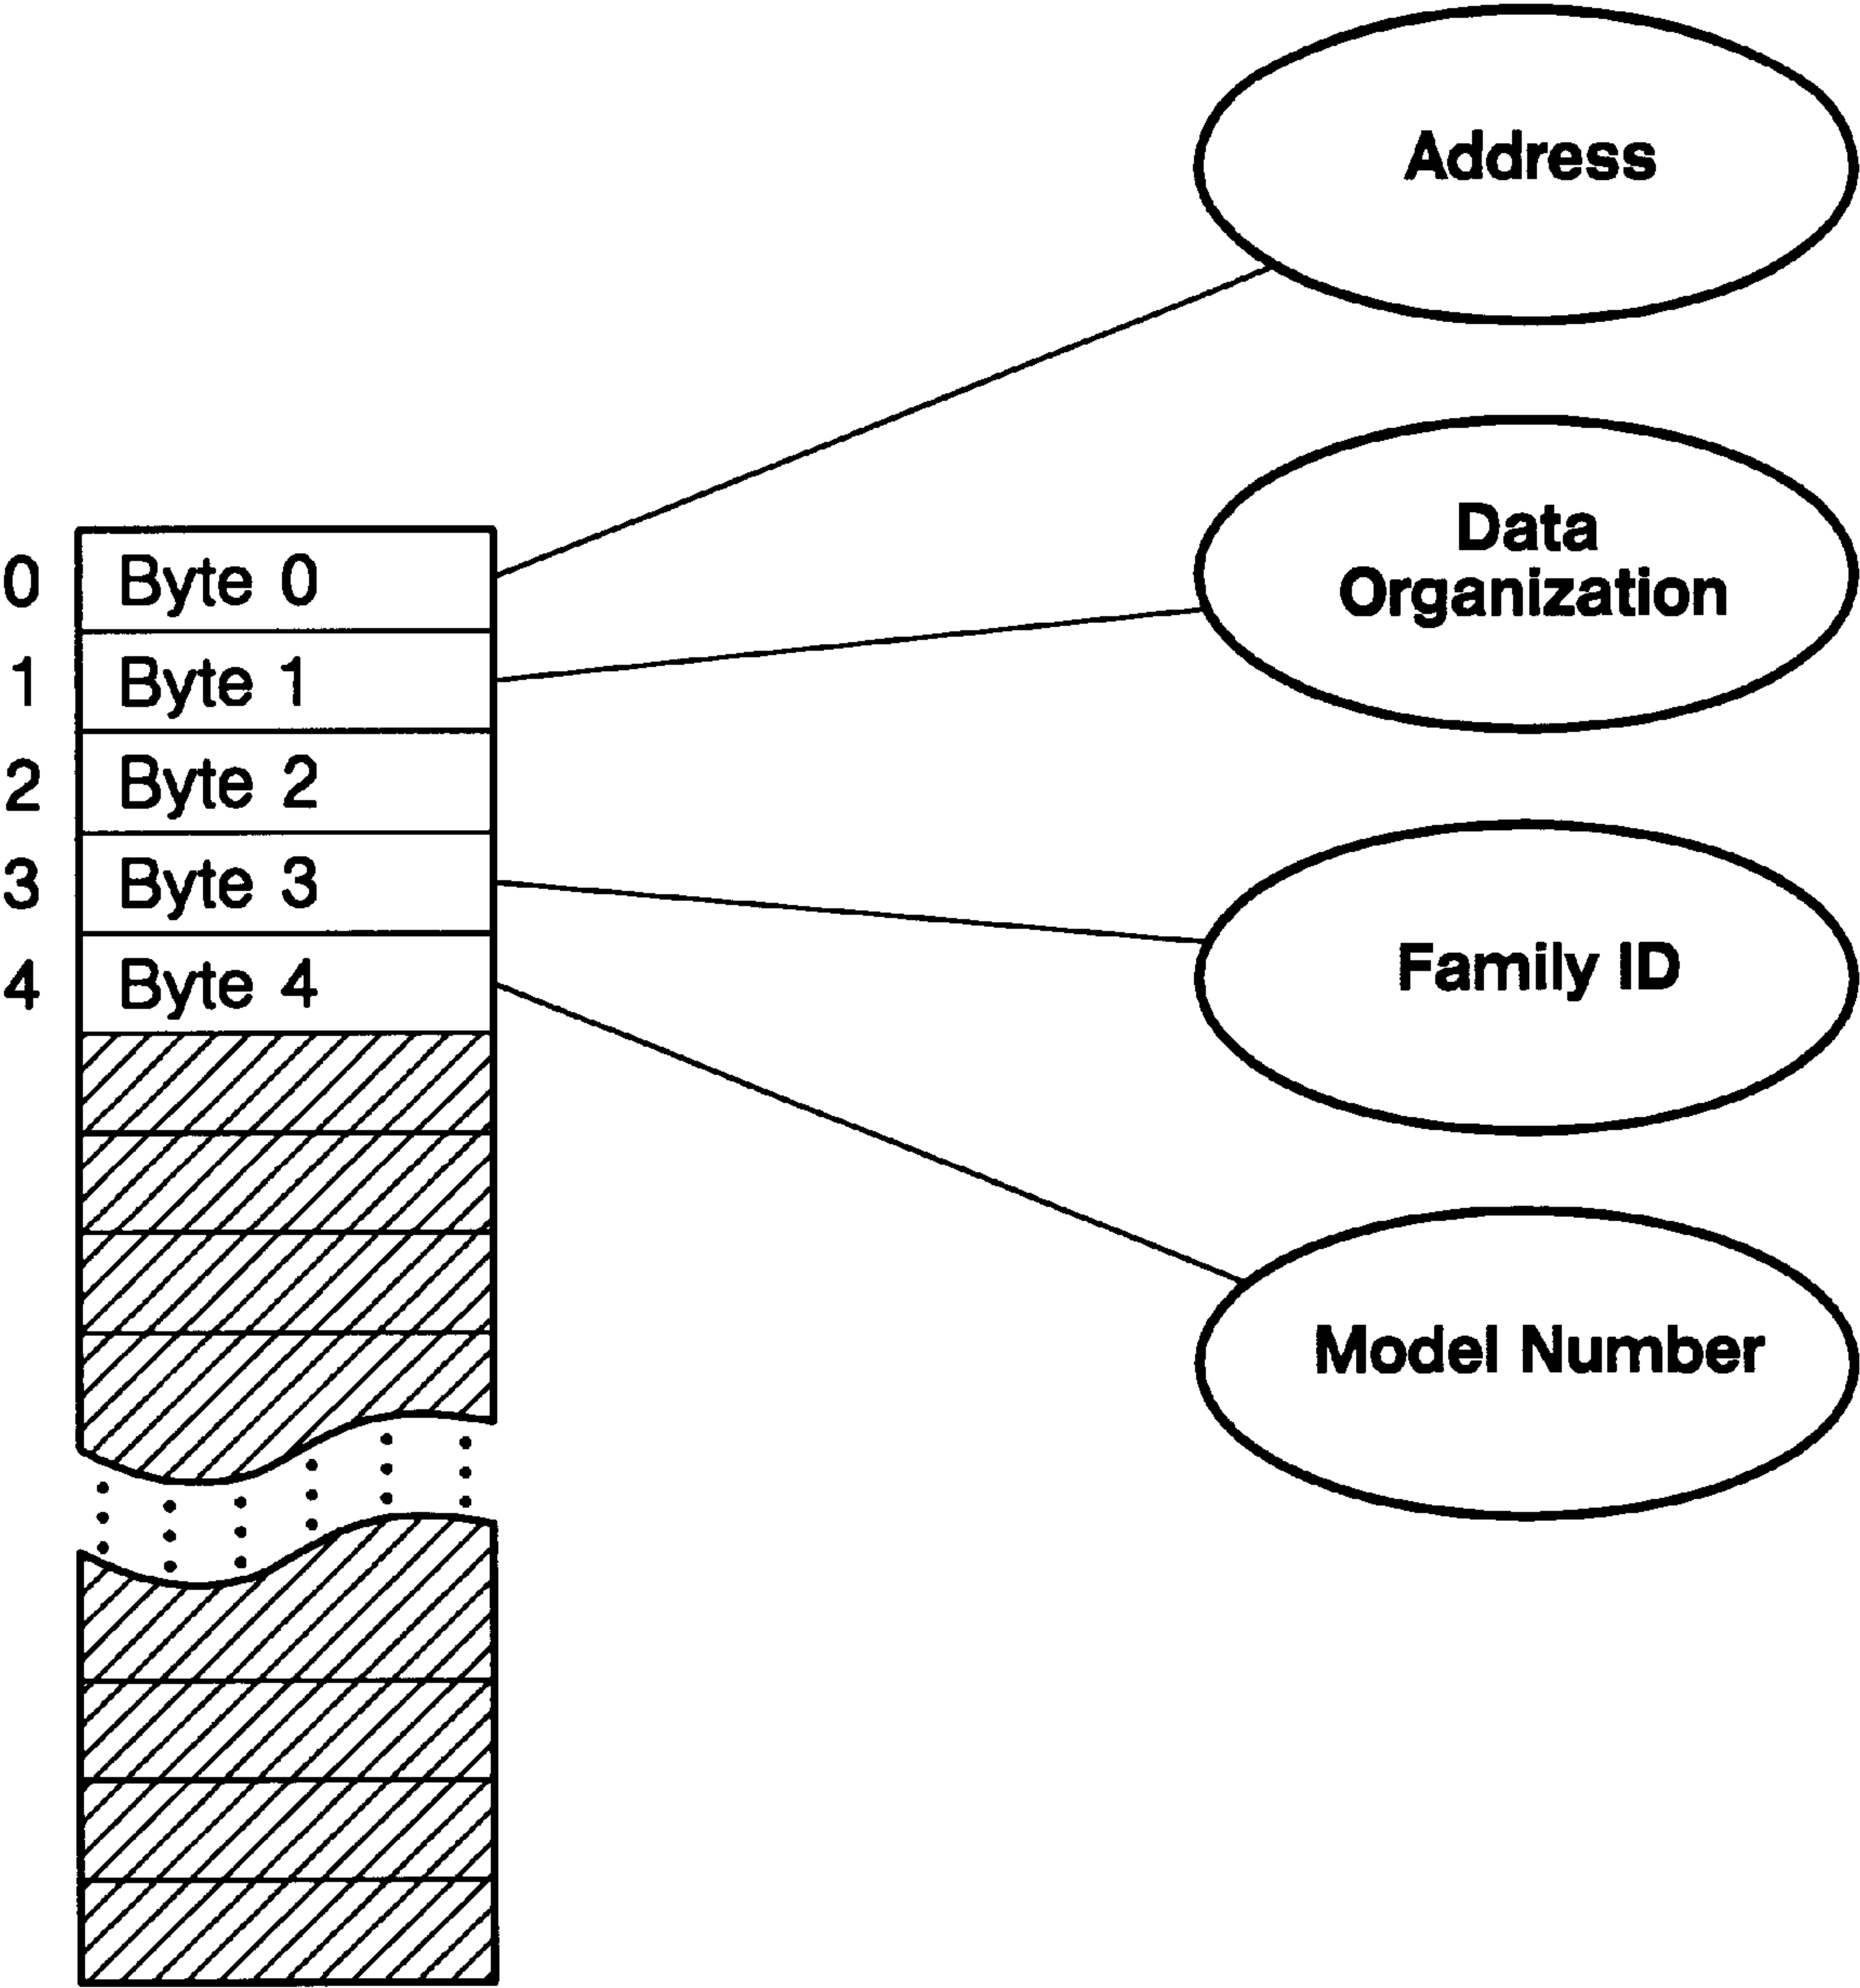 Address
Data
Organization
0 Byte 0
1 Byte 1
2 Byte 2
3 Byte 3
Family ID
4 Byte 4
Model Number